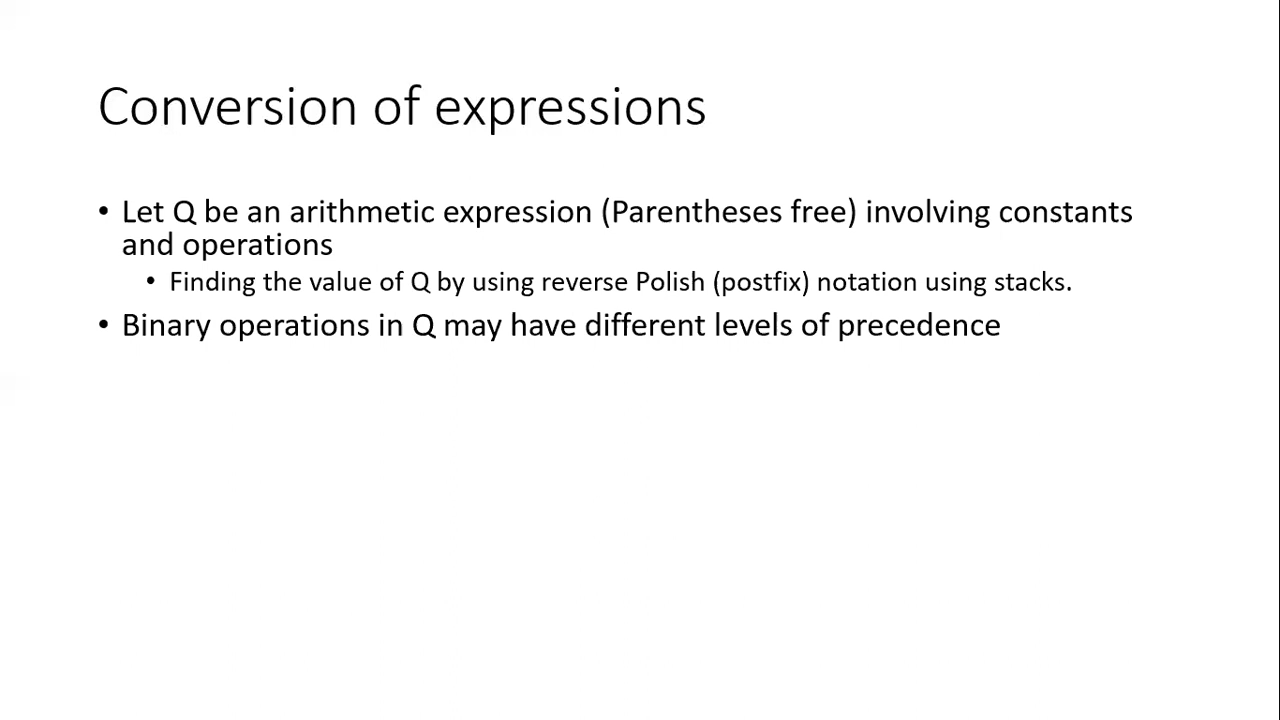 Conversion of expressions
• Let Q be an arithmetic expression (Parentheses free) involving constants
and operations
• Finding the value of Q by using reverse Polish (postfix) notation using stacks.
• Binary operations in Q may have different levels of precedence